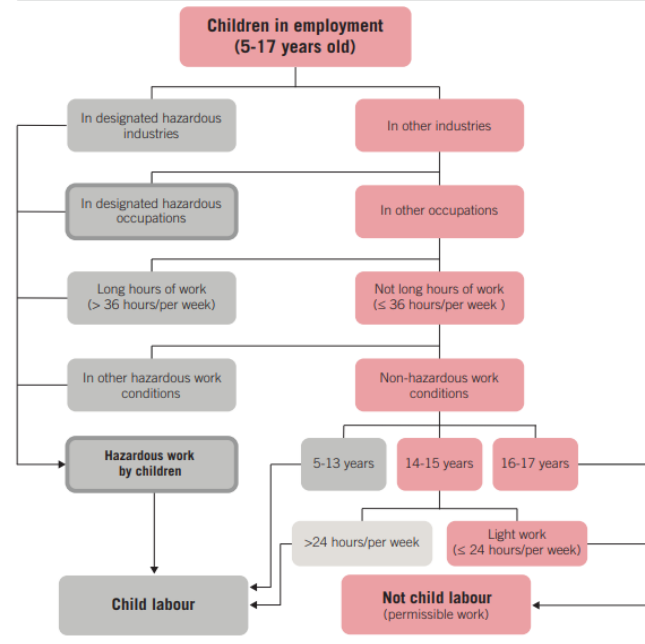 Children in employment
(5-17 years old)
In designated hazardous
industries
In other industries
In designated hazardous
occupations
In other occupations
Long hours of work
(> 36 hours/per week)
Not long hours of work
(≤ 36 hours/per week )
In other hazardous work
conditions
Non-hazardous work
conditions
Hazardous work
by children
5-13 years
14-15 years
16-17 years
>24 hours/per week
Light work
(≤ 24 hours/per week)
Child labour
Not child labour
(permissible work)